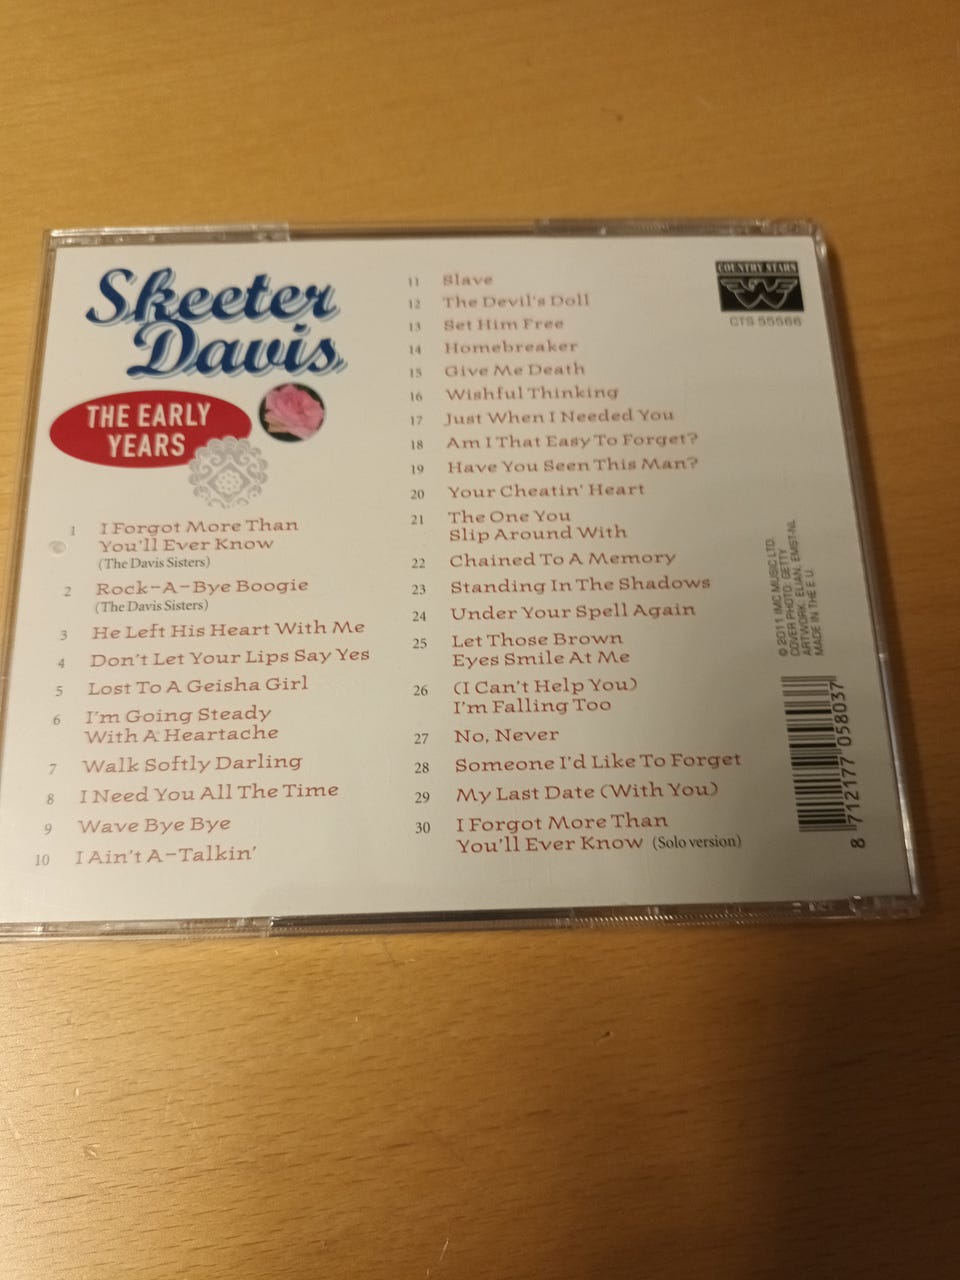 Skeeter
Davis
THE EARLY
YEARS
1 I Forgot More Than
You'll Ever Know
(The Davis Sisters)
2 Rock-A-Bye Boogie
(The Davis Sisters)
3 He Left His Heart With Me
4 Don't Let Your Lips Say Yes
5 Lost To A Geisha Girl
6 I'm Going Steady
With A Heartache
7 Walk Softly Darling
8 I Need You All The Time
9 Wave Bye Bye
10 I Ain't A-Talkin'
11 Slave
12 The Devil's Doll
13 Set Him Free
14 Homebreaker
15 Give Me Death
16 Wishful Thinking
17 Just When I Needed You
18 Am I That Easy To Forget?
19 Have You Seen This Man?
20 Your Cheatin' Heart
21 The One You
Slip Around With
22 Chained To A Memory
23 Standing In The Shadows
24 Under Your Spell Again
25 Let Those Brown
Eyes Smile At Me
26 (I Can't Help You)
I'm Falling Too
27 No, Never
28 Someone I'd Like To Forget
29 My Last Date (With You)
30 I Forgot More Than
You'll Ever Know (Solo version)
COUNTRY STARS
CTS 55566
© 2011 IMC MUSIC LTD.
COVER PHOTO: GETTY
ARTWORK: ELIAN, EMST-NL
MADE IN THE E.U.
8 712177 058037